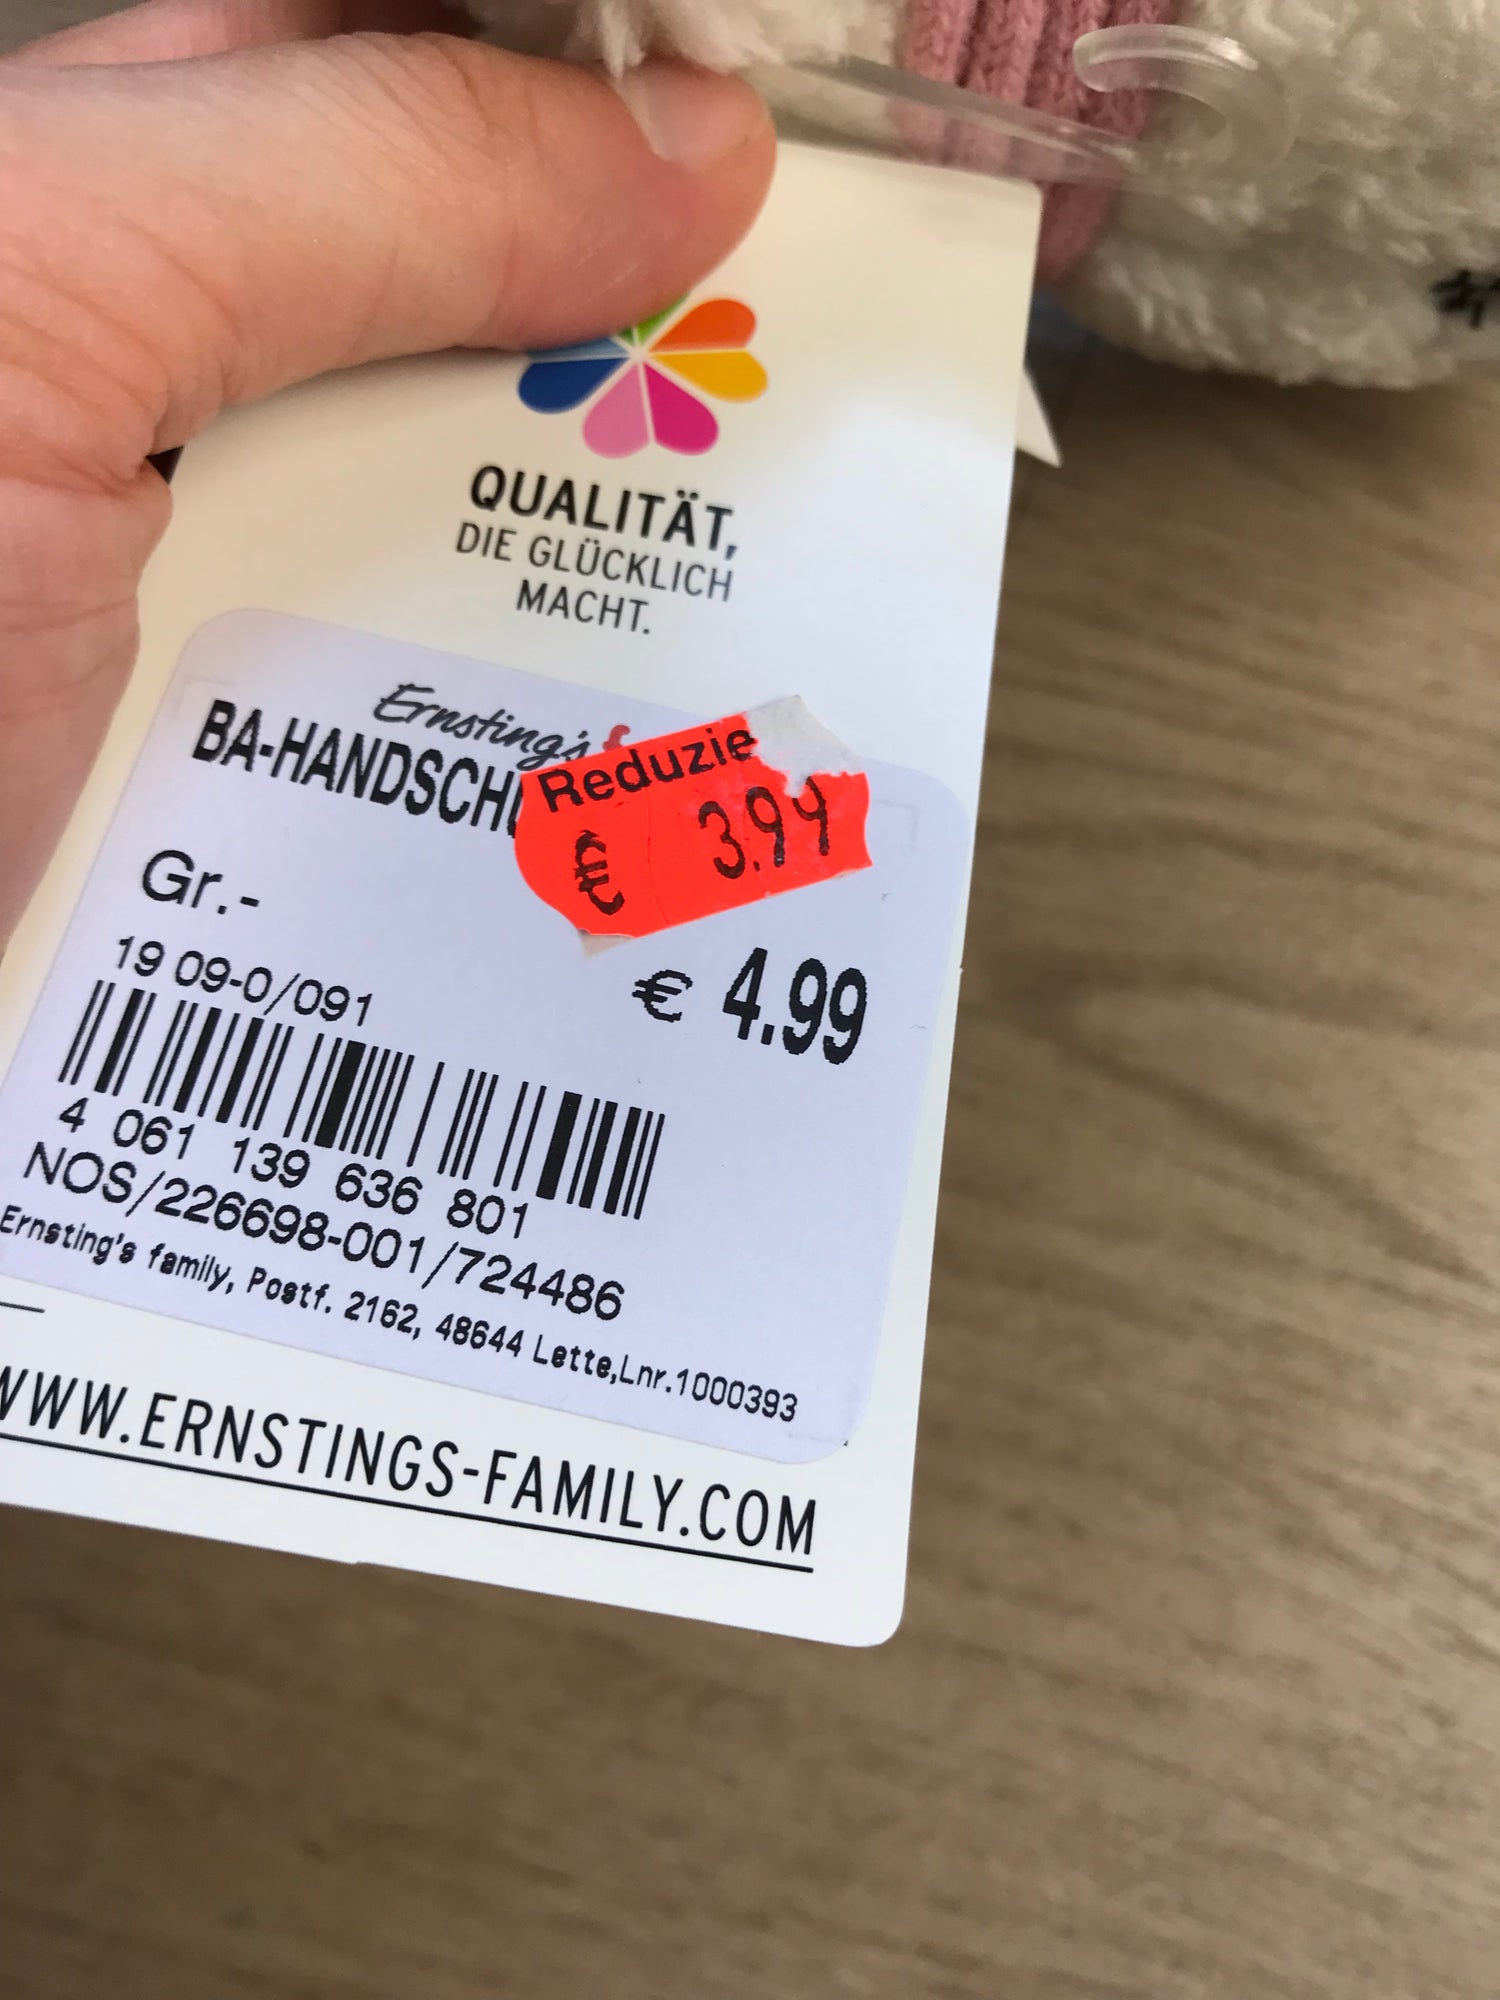 QUALITÄT,
DIE GLÜCKLICH
MACHT.
Ernsting's
BA-HANDSCH
Reduzie
€ 3.99
Gr.-
19 09-0/091
€ 4.99
4 061 139 636 801
NOS/226698-001/724486
Ernsting's family, Postf. 2162, 48644 Lette,Lnr.1000393
WWW.ERNSTINGS-FAMILY.COM